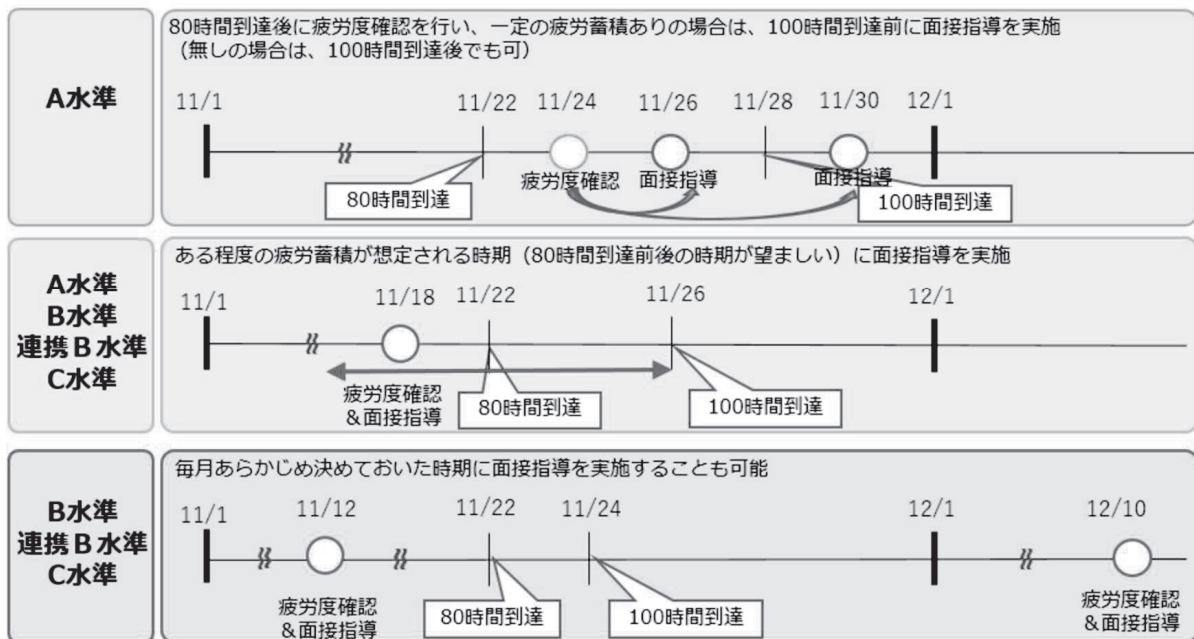 80時間到達後に疲労度確認を行い、一定の疲労蓄積ありの場合は、100時間到達前に面接指導を実施
（無しの場合は、100時間到達後でも可）
A水準
11/1
11/22
11/24
11/26
11/28
11/30
12/1
疲労度確認
面接指導
面接指導
80時間到達
100時間到達
ある程度の疲労蓄積が想定される時期（80時間到達前後の時期が望ましい）に面接指導を実施
A水準
B水準
連携B水準
C水準
11/1
11/18
11/22
11/26
12/1
疲労度確認
＆面接指導
80時間到達
100時間到達
毎月あらかじめ決めておいた時期に面接指導を実施することも可能
B水準
連携B水準
C水準
11/1
11/12
11/22
11/24
12/1
12/10
疲労度確認
＆面接指導
80時間到達
100時間到達
疲労度確認
＆面接指導